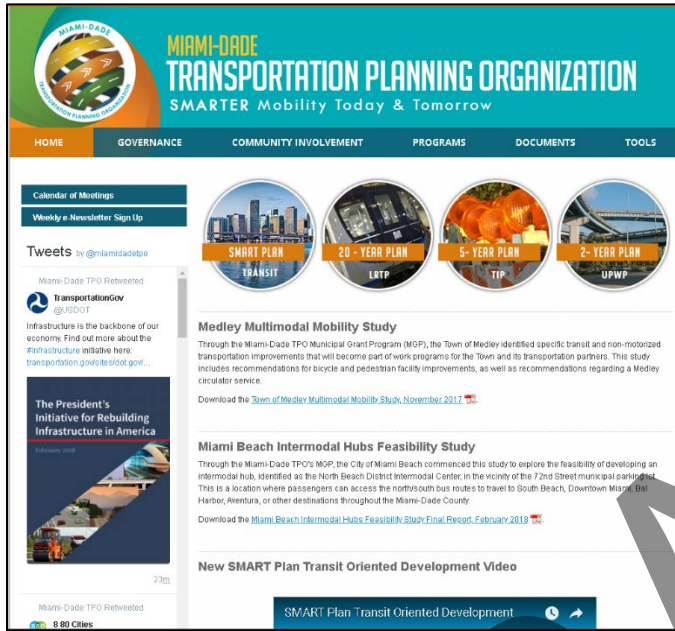 MIAMI-DADE
TRANSPORTATION PLANNING ORGANIZATION
MIAMI-DADE
TRANSPORTATION PLANNING ORGANIZATION
SMARTER Mobility Today & Tomorrow
HOME GOVERNANCE COMMUNITY INVOLVEMENT PROGRAMS DOCUMENTS TOOLS
Calendar of Meetings
Weekly e-Newsletter Sign Up
Tweets by @miamidadetpo
Miami-Dade TPO Retweeted
TransportationGov
@USDOT
Infrastructure is the backbone of our
economy. Find out more about the
#Infrastructure initiative here:
transportation.gov/sites/dot.gov/...
The President's
Initiative for Rebuilding
Infrastructure in America
February 2018
23m
Miami-Dade TPO Retweeted
8 80 Cities
SMART PLAN
TRANSIT
20 - YEAR PLAN
LRTP
5- YEAR PLAN
TIP
2- YEAR PLAN
UPWP
Medley Multimodal Mobility Study
Through the Miami-Dade TPO Municipal Grant Program (MGP), the Town of Medley identified specific transit and non-motorized
transportation improvements that will become part of work programs for the Town and its transportation partners. This study
includes recommendations for bicycle and pedestrian facility improvements, as well as recommendations regarding a Medley
circulator service.
Download the Town of Medley Multimodal Mobility Study, November 2017 .
Miami Beach Intermodal Hubs Feasibility Study
Through the Miami-Dade TPO's MGP, the City of Miami Beach commenced this study to explore the feasibility of developing an
intermodal hub, identified as the North Beach District Intermodal Center, in the vicinity of the 72nd Street municipal parking lot.
This is a location where passengers can access the north/south bus routes to travel to South Beach, Downtown Miami, Bal
Harbor, Aventura, or other destinations throughout the Miami-Dade County.
Download the Miami Beach Intermodal Hubs Feasibility Study Final Report, February 2018 .
New SMART Plan Transit Oriented Development Video
SMART Plan Transit Oriented Development